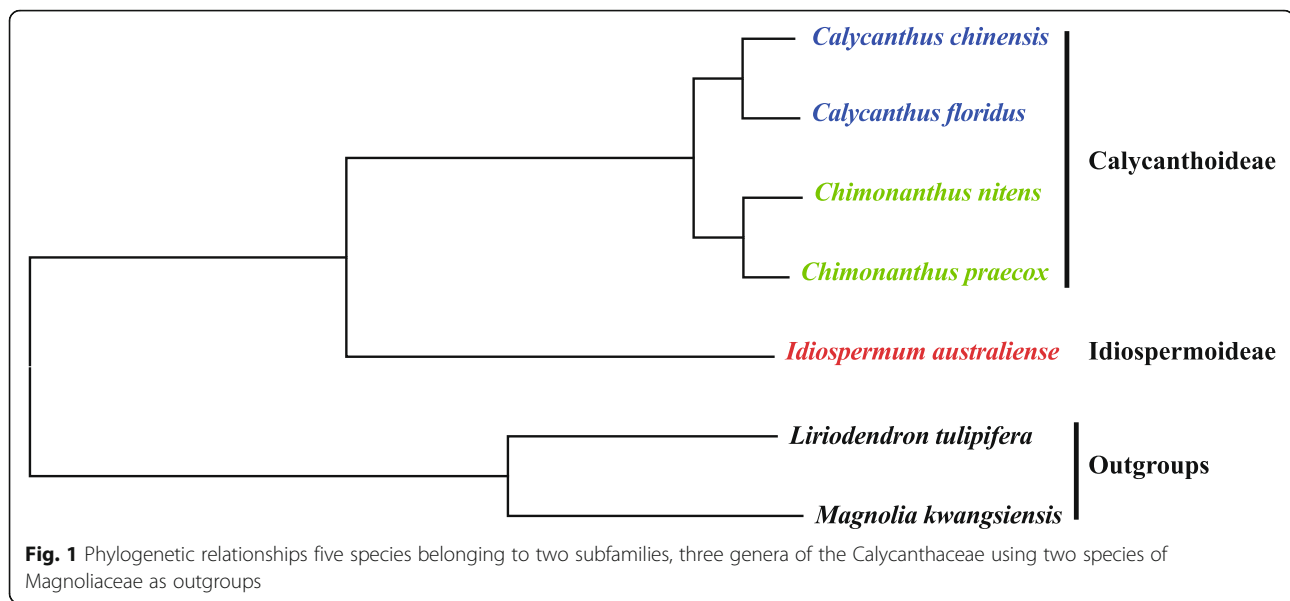 Calycanthus chinensis
Calycanthus floridus
Calycanthoideae
Chimonanthus nitens
Chimonanthus praecox
Idiospermum australiense Idiospermoideae
Liriodendron tulipifera
Outgroups
Magnolia kwangsiensis
Fig. 1 Phylogenetic relationships five species belonging to two subfamilies, three genera of the Calycanthaceae using two species of
Magnoliaceae as outgroups